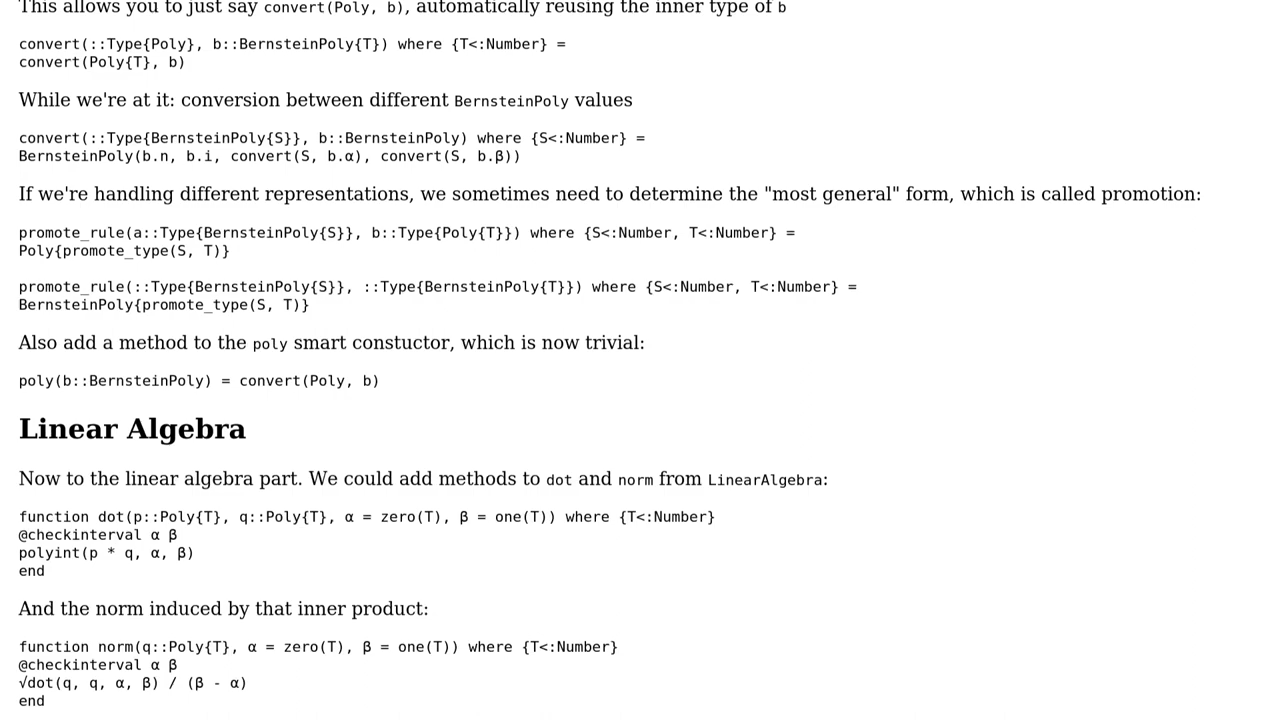 This allows you to just say convert(Poly, b), automatically reusing the inner type of b
convert(::Type{Poly}, b::BernsteinPoly{T}) where {T<:Number} =
convert(Poly{T}, b)
While we're at it: conversion between different BernsteinPoly values
convert(::Type{BernsteinPoly{S}}, b::BernsteinPoly) where {S<:Number} =
BernsteinPoly(b.n, b.i, convert(S, b.α), convert(S, b.β))
If we're handling different representations, we sometimes need to determine the "most general" form, which is called promotion:
promote_rule(a::Type{BernsteinPoly{S}}, b::Type{Poly{T}}) where {S<:Number, T<:Number} =
Poly{promote_type(S, T)}
promote_rule(::Type{BernsteinPoly{S}}, ::Type{BernsteinPoly{T}}) where {S<:Number, T<:Number} =
BernsteinPoly{promote_type(S, T)}
Also add a method to the poly smart constuctor, which is now trivial:
poly(b::BernsteinPoly) = convert(Poly, b)
Linear Algebra
Now to the linear algebra part. We could add methods to dot and norm from LinearAlgebra:
function dot(p::Poly{T}, q::Poly{T}, α = zero(T), β = one(T)) where {T<:Number}
@checkinterval α β
polyint(p * q, α, β)
end
And the norm induced by that inner product:
function norm(q::Poly{T}, α = zero(T), β = one(T)) where {T<:Number}
@checkinterval α β
√dot(q, q, α, β) / (β - α)
end